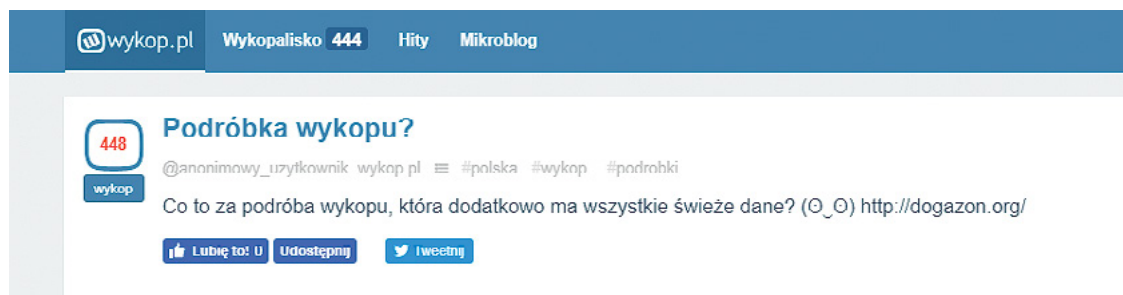 wykop.pl Wykopalisko 444 Hity Mikroblog
448 Podróbka wykopu?
@anonimowy_uzytkownik wykop pl #polska #wykop #podrobki
wykop
Co to za podróba wykopu, która dodatkowo ma wszystkie świeże dane? (ʘ‿ʘ) http://dogazon.org/
Lubię to! 0 Udostępnij Tweetnij